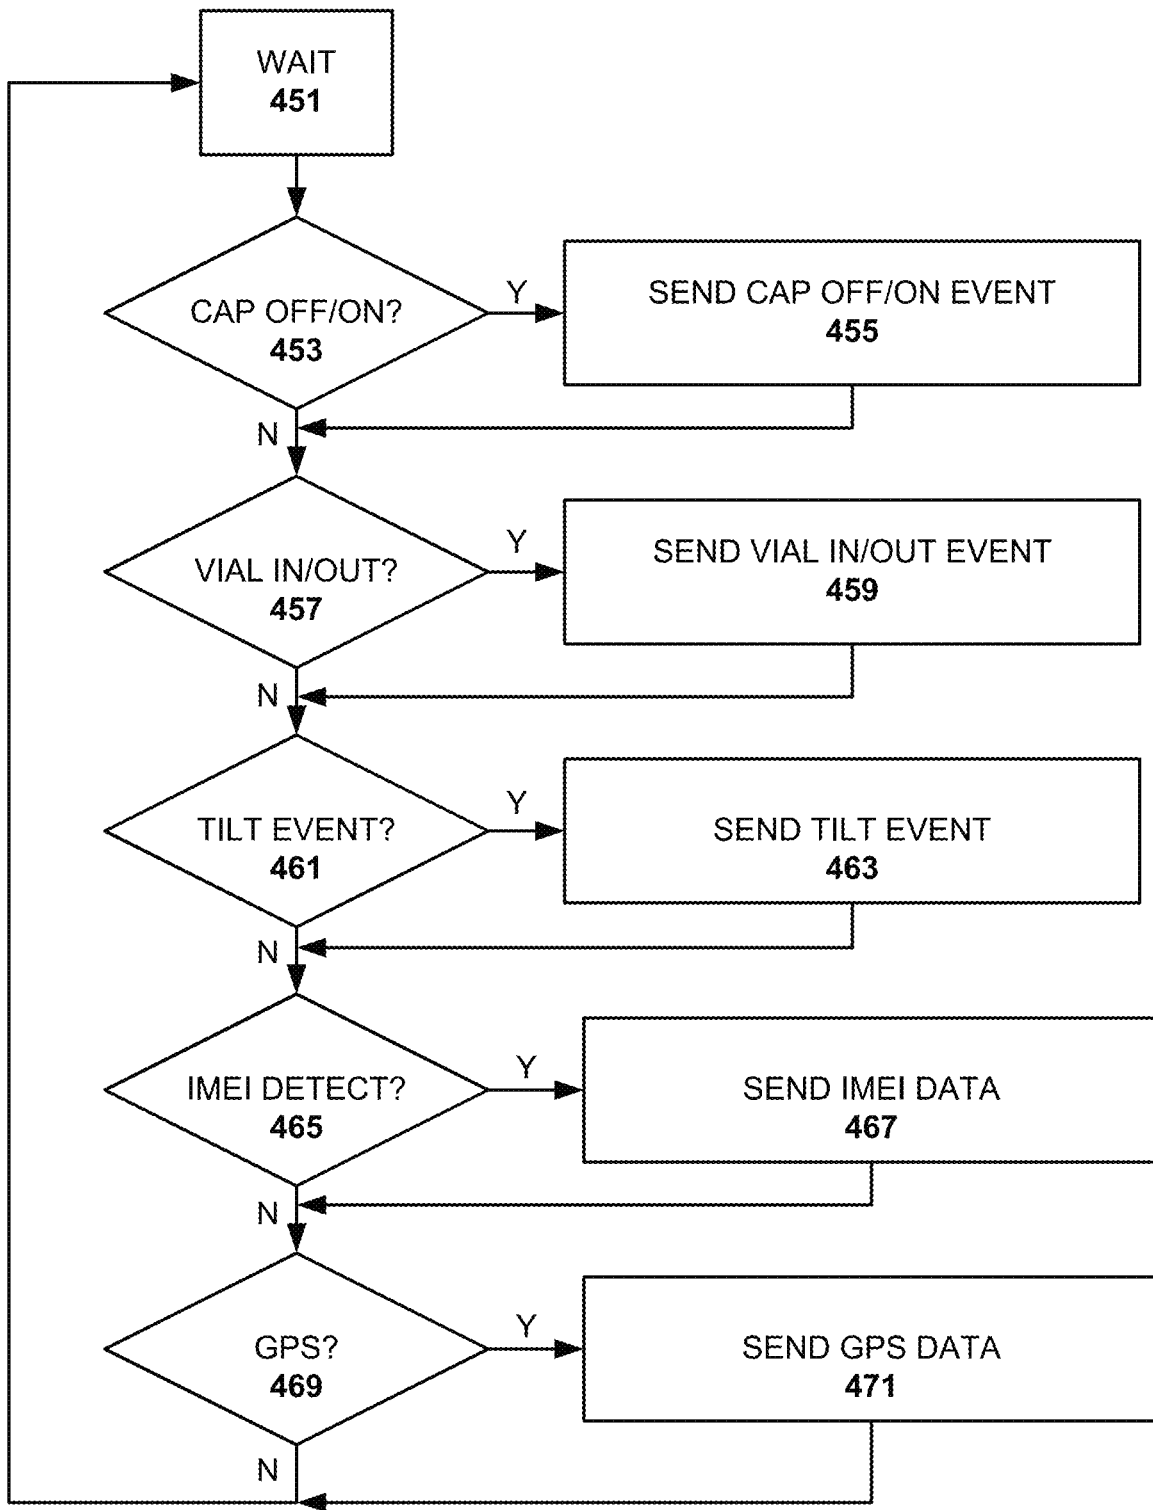 WAIT
451
CAP OFF/ON?
453
Y
SEND CAP OFF/ON EVENT
455
N
VIAL IN/OUT?
457
Y
SEND VIAL IN/OUT EVENT
459
N
TILT EVENT?
461
Y
SEND TILT EVENT
463
N
IMEI DETECT?
465
Y
SEND IMEI DATA
467
N
GPS?
469
Y
SEND GPS DATA
471
N